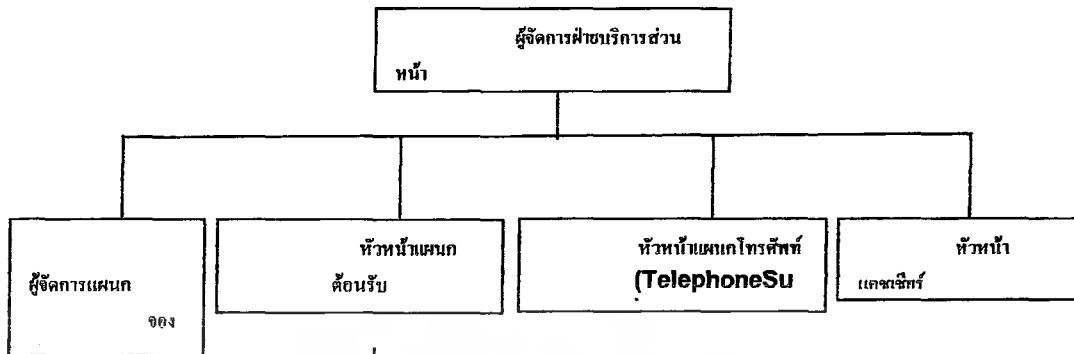 ผู้จัดการฝ่ายบริการส่วน
หน้า
ผู้จัดการแผนก
จอง
หัวหน้าแผนก
ต้อนรับ
หัวหน้าแผนกโทรศัพท์
(TelephoneSu
หัวหน้า
แคชเชียร์